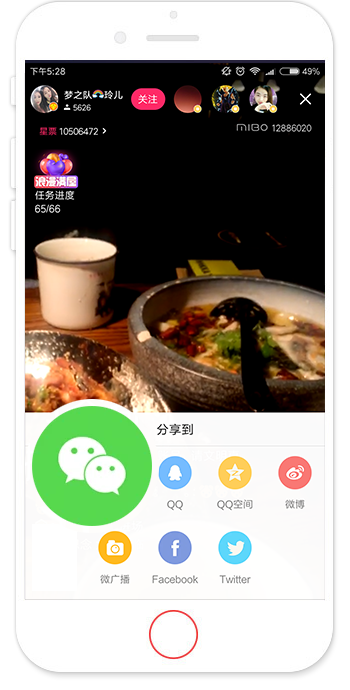 下午5:28
49%
梦之队🌈玲儿
5626
关注
星票 10506472 >
MIBO 12886020
浪漫满屋
任务进度
65/66
分享到
QQ
QQ空间
微博
微广播
Facebook
Twitter